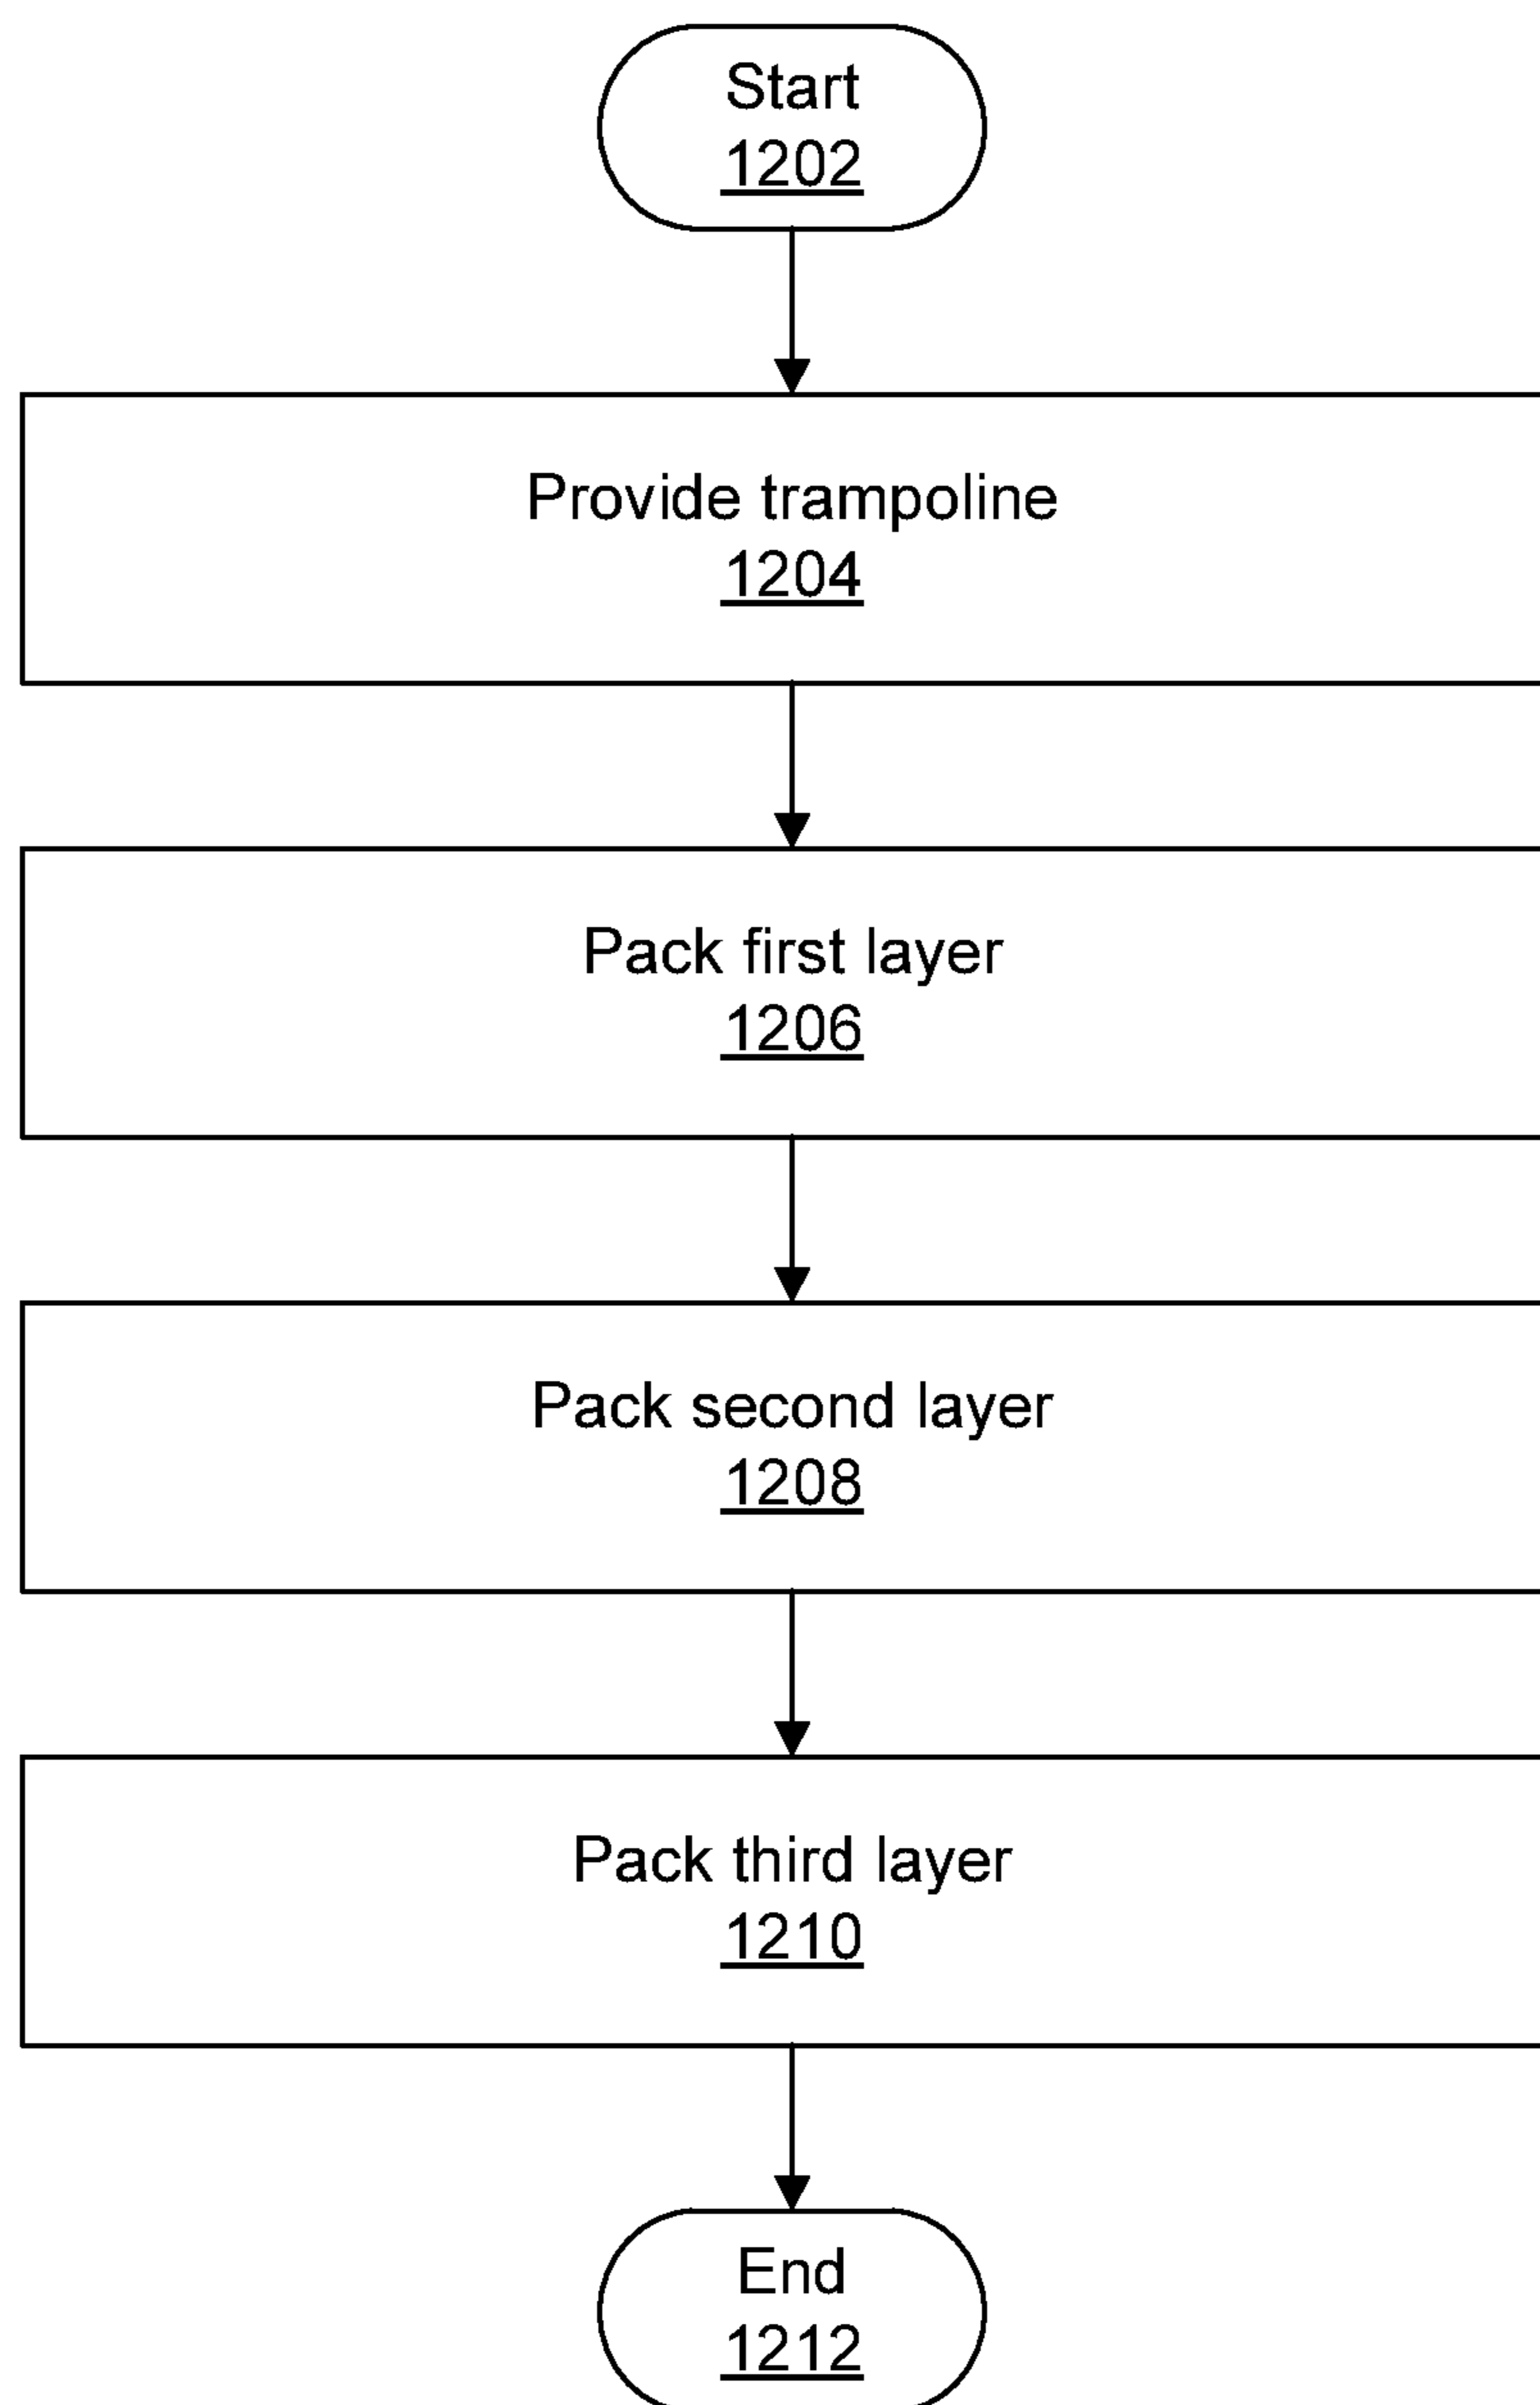 Start
1202
Provide trampoline
1204
Pack first layer
1206
Pack second layer
1208
Pack third layer
1210
End
1212